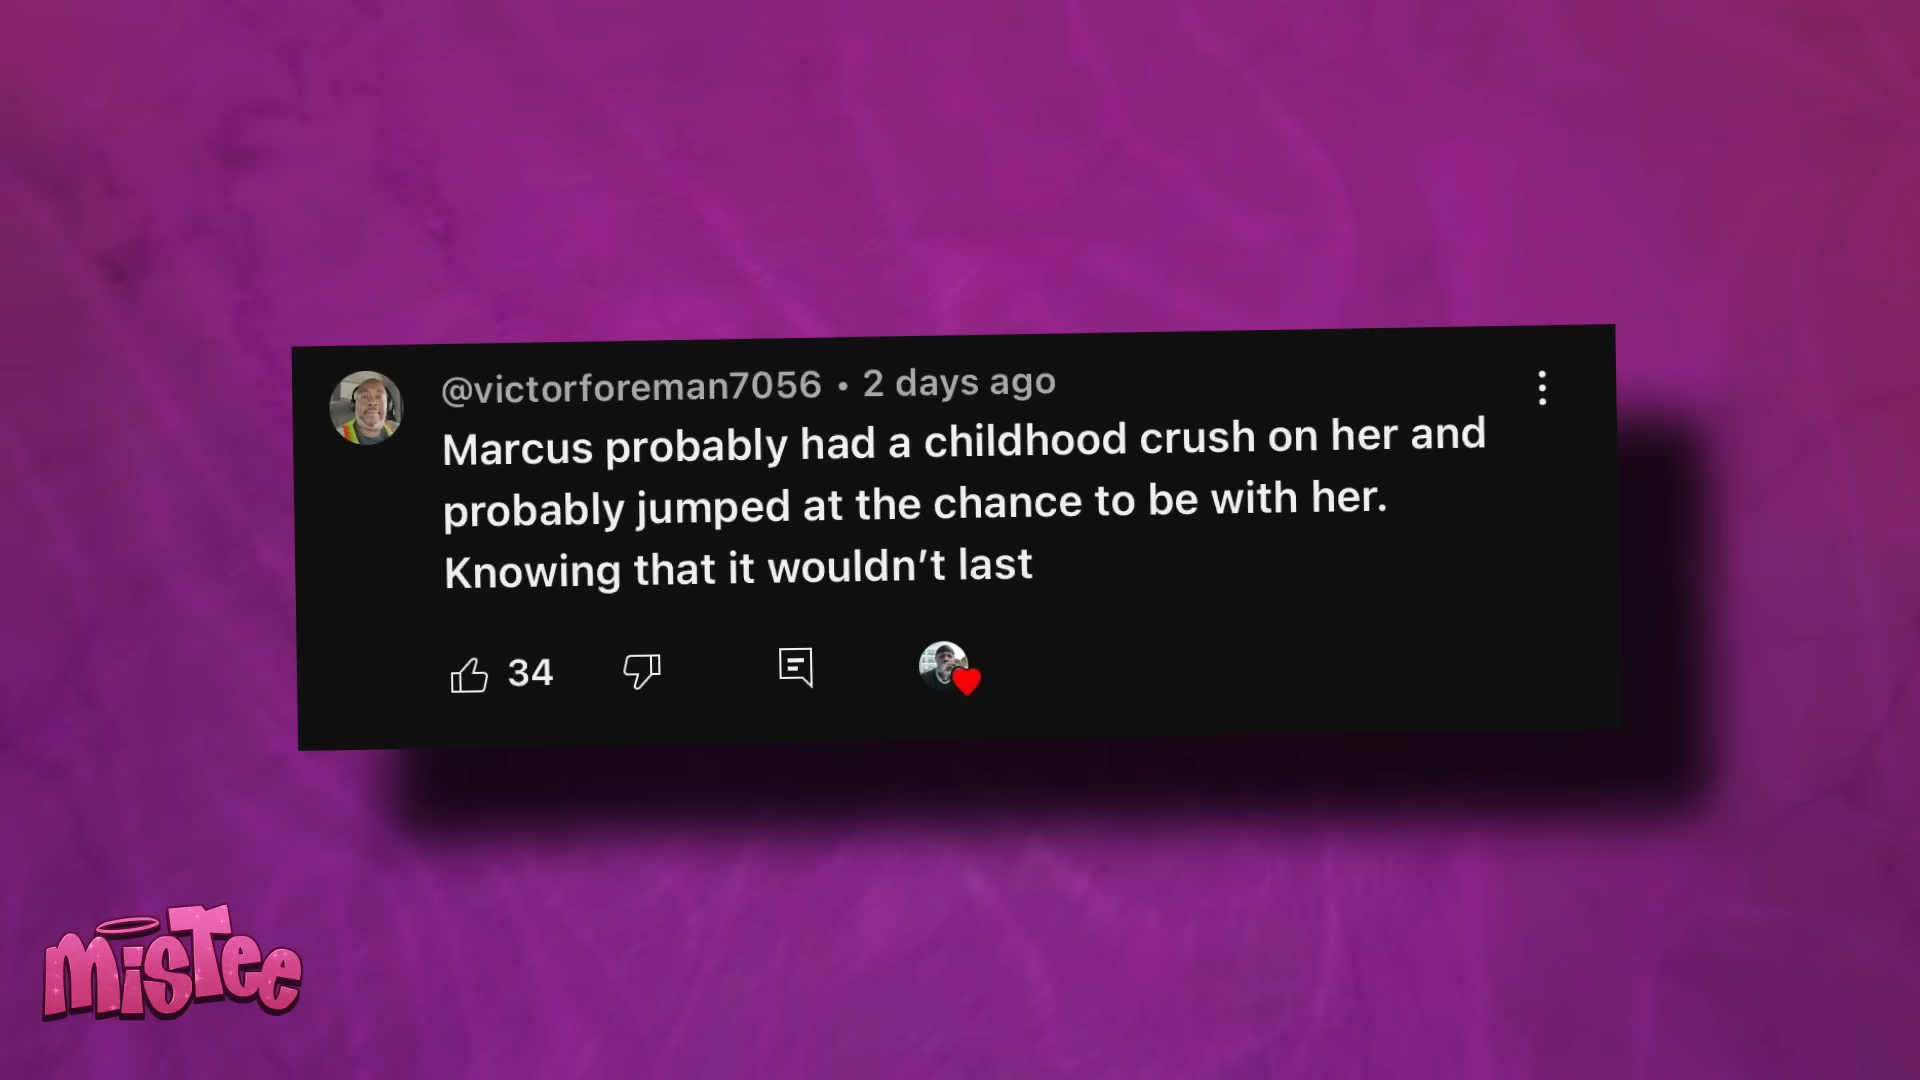 @victorforeman7056 • 2 days ago
Marcus probably had a childhood crush on her and
probably jumped at the chance to be with her.
Knowing that it wouldn’t last
34
misTee